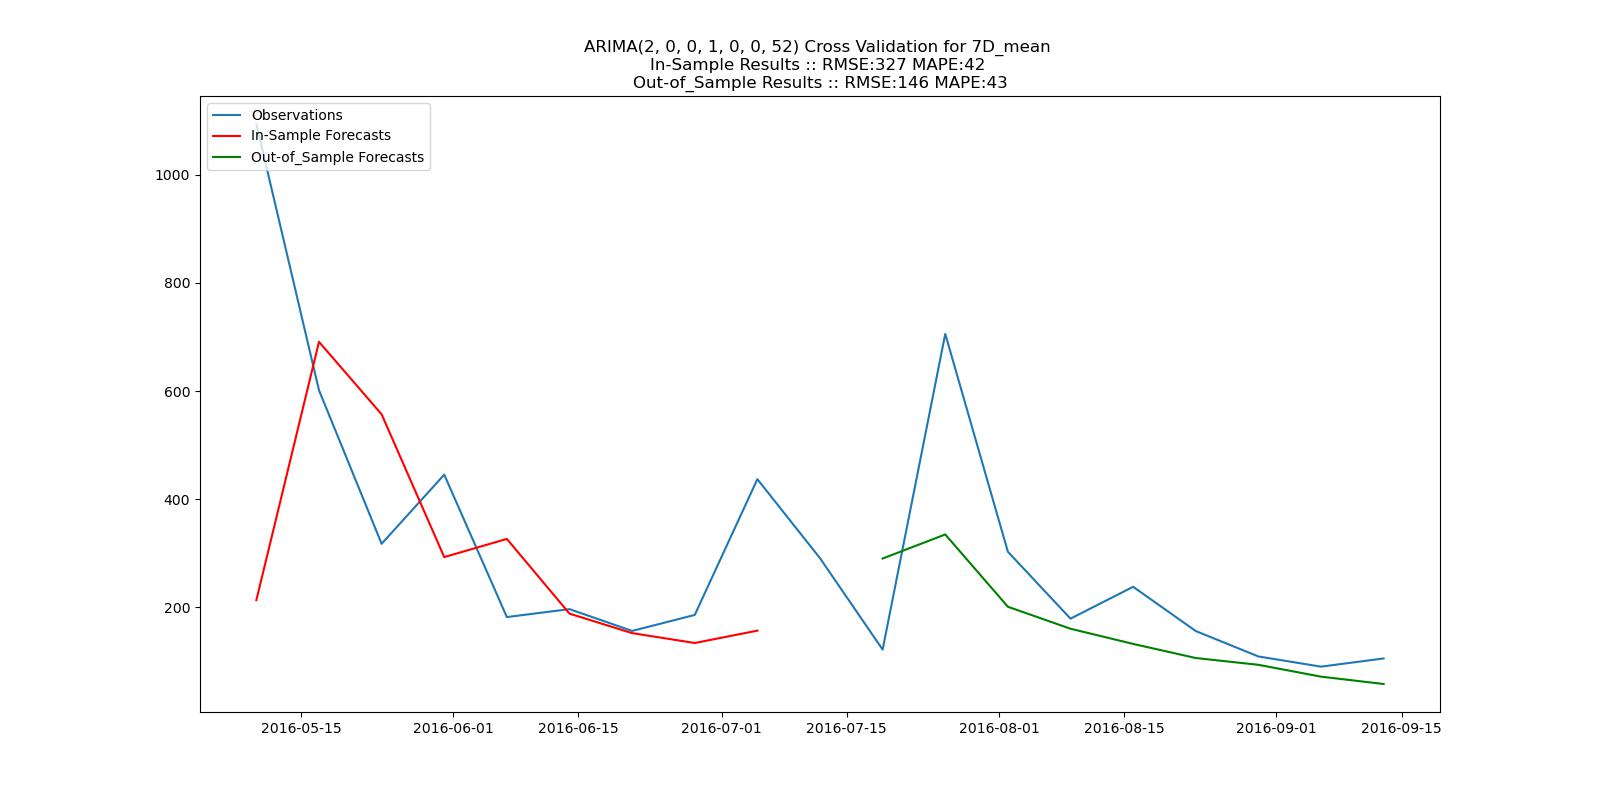 ARIMA(2, 0, 0, 1, 0, 0, 52) Cross Validation for 7D_mean
In-Sample Results :: RMSE:327 MAPE:42
Out-of_Sample Results :: RMSE:146 MAPE:43
Observations
In-Sample Forecasts
Out-of_Sample Forecasts
1000
800
600
400
200
2016-05-15 2016-06-01 2016-06-15 2016-07-01 2016-07-15 2016-08-01 2016-08-15 2016-09-01 2016-09-15